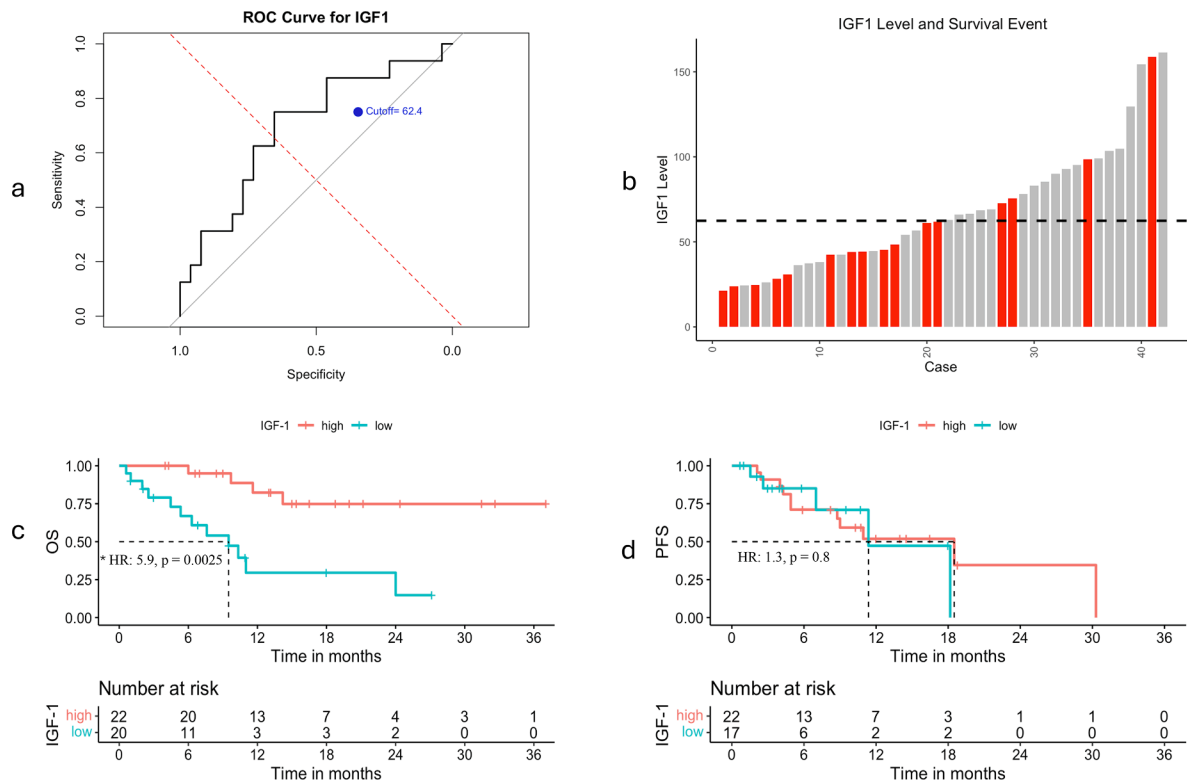 ROC Curve for IGF1
a
Sensitivity
1.0
0.8
0.6
0.4
0.2
0.0
Cutoff= 62.4
1.0 0.5 0.0
Specificity
IGF1 Level and Survival Event
b
IGF1 Level
150
100
50
0
0 10 20 30 40
Case
IGF-1 high low
c
OS
1.00
0.75
0.50
0.25
0.00
* HR: 5.9, p = 0.0025
0 6 12 18 24 30 36
Time in months
Number at risk
IGF-1
high 22 20 13 7 4 3 1
low 20 11 3 3 2 0 0
0 6 12 18 24 30 36
Time in months
IGF-1 high low
d
PFS
1.00
0.75
0.50
0.25
0.00
HR: 1.3, p = 0.8
0 6 12 18 24 30 36
Time in months
Number at risk
IGF-1
high 22 13 7 3 1 1 0
low 17 6 2 2 0 0 0
0 6 12 18 24 30 36
Time in months